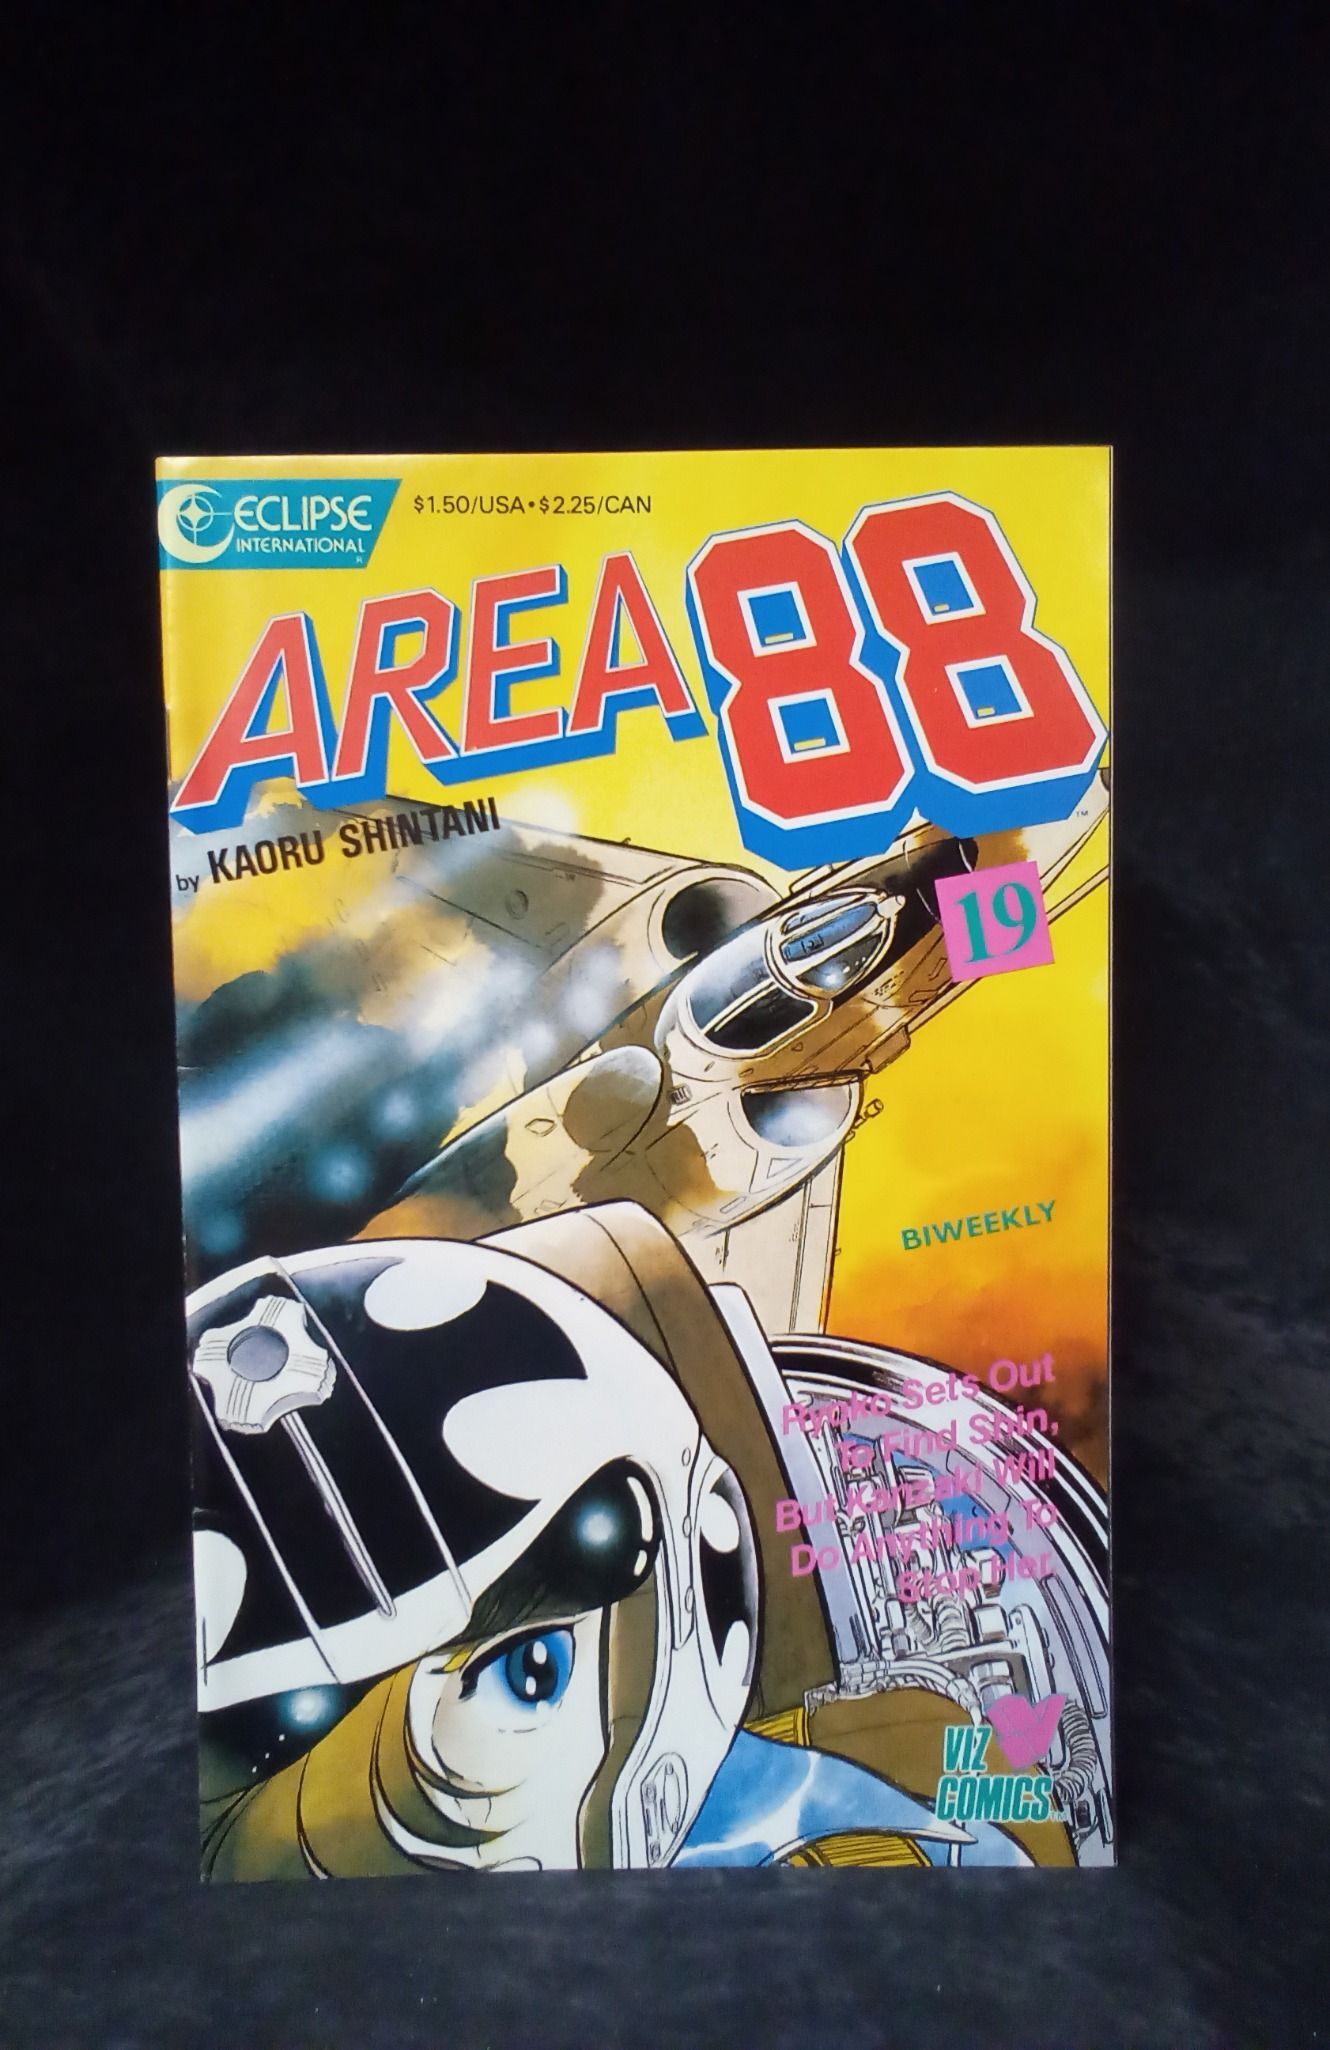 ECLIPSE
INTERNATIONAL
$1.50/USA•$2.25/CAN
AREA 88
by KAORU SHINTANI
19
BIWEEKLY
Ryoko Sets Out
To Find Shin,
But Kanzaki Will
Do Anything To
Stop Her.
VIZ
COMICS™